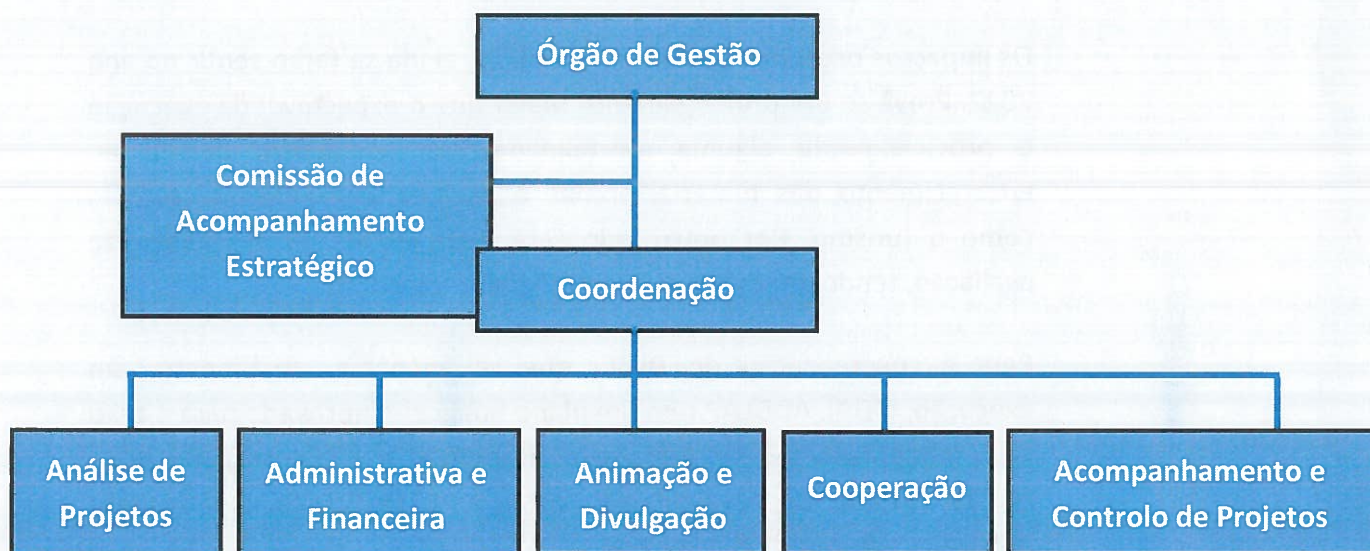 Órgão de Gestão
Comissão de
Acompanhamento
Estratégico
Coordenação
Análise de
Projetos
Administrativa e
Financeira
Animação e
Divulgação
Cooperação
Acompanhamento e
Controlo de Projetos